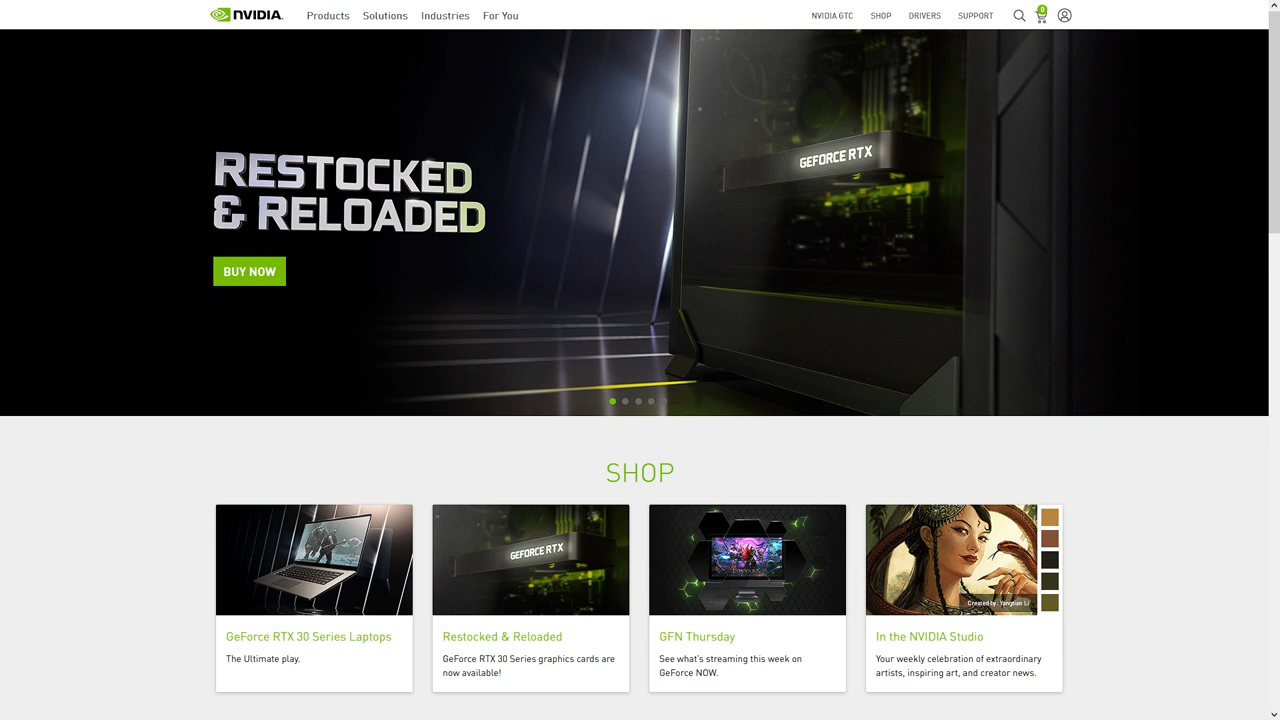 NVIDIA.
Products Solutions Industries For You
NVIDIA GTC SHOP DRIVERS SUPPORT
0
RESTOCKED
& RELOADED
BUY NOW
GEFORCE RTX
SHOP
GEFORCE RTX
Created by: Yangtian Li
GeForce RTX 30 Series Laptops
The Ultimate play.
Restocked & Reloaded
GeForce RTX 30 Series graphics cards are
now available!
GFN Thursday
See what's streaming this week on
GeForce NOW.
In the NVIDIA Studio
Your weekly celebration of extraordinary
artists, inspiring art, and creator news.